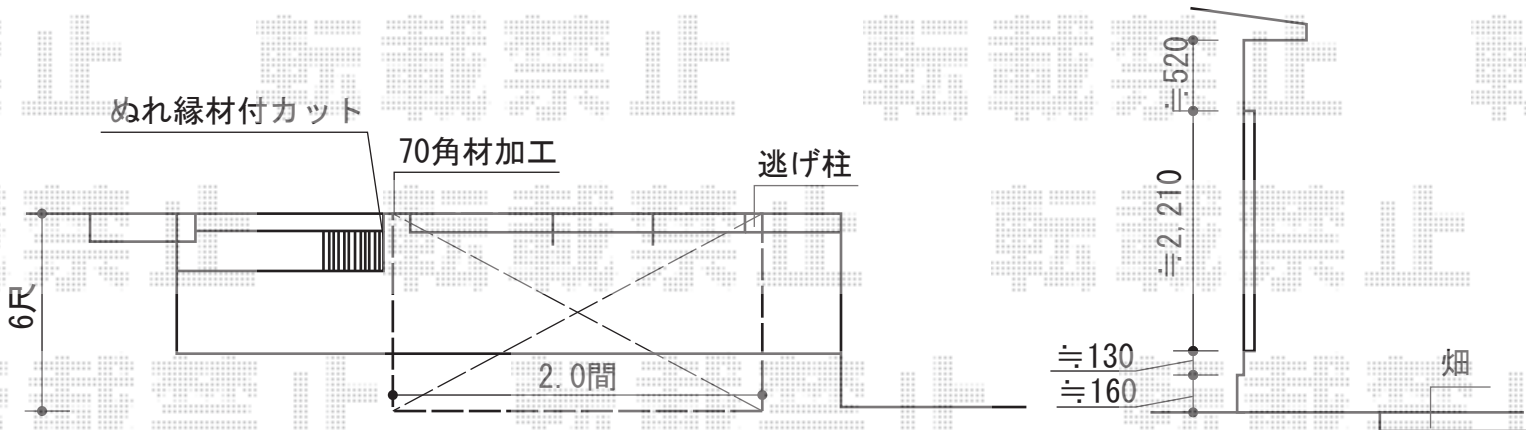 転載禁止
ぬれ縁材付カット
70角材加工
逃げ柱
6尺
2.0間
≒520
≒2,210
≒130
≒160
畑